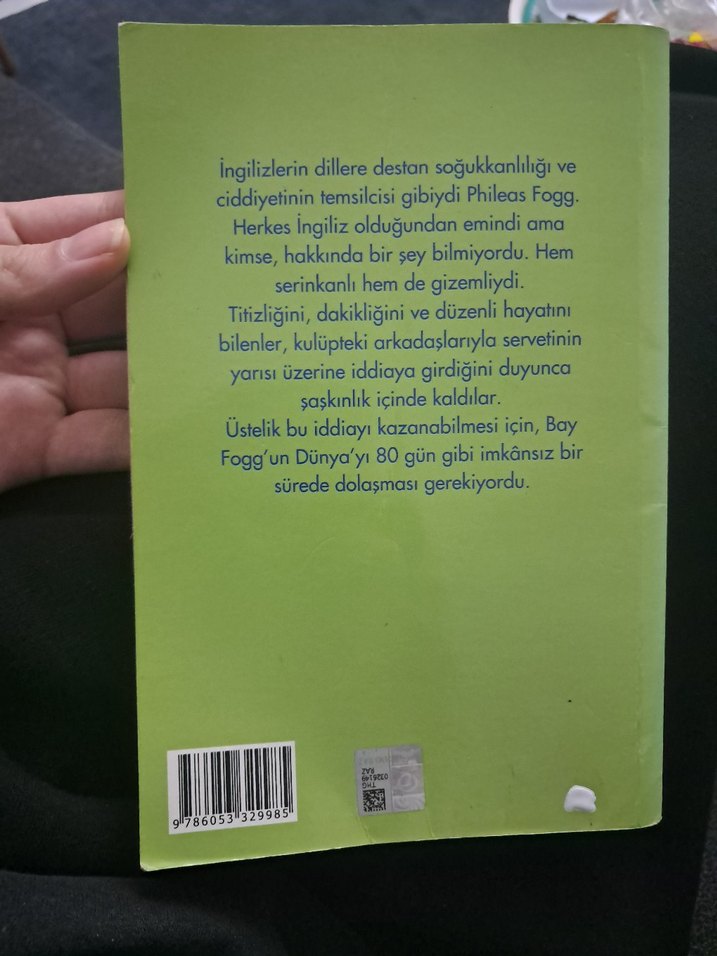 İngilizlerin dillere destan soğukkanlılığı ve
ciddiyetinin temsilcisi gibiydi Phileas Fogg.
Herkes İngiliz olduğundan emindi ama
kimse, hakkında bir şey bilmiyordu. Hem
serinkanlı hem de gizemliydi.
Titizliğini, dakikliğini ve düzenli hayatını
bilenler, kulüpteki arkadaşlarıyla servetinin
yarısı üzerine iddiaya girdiğini duyunca
şaşkınlık içinde kaldılar.
Üstelik bu iddiayı kazanabilmesi için, Bay
Fogg'un Dünya'yı 80 gün gibi imkânsız bir
sürede dolaşması gerekiyordu.
9 786053 329985
THG
0326149
RAZ